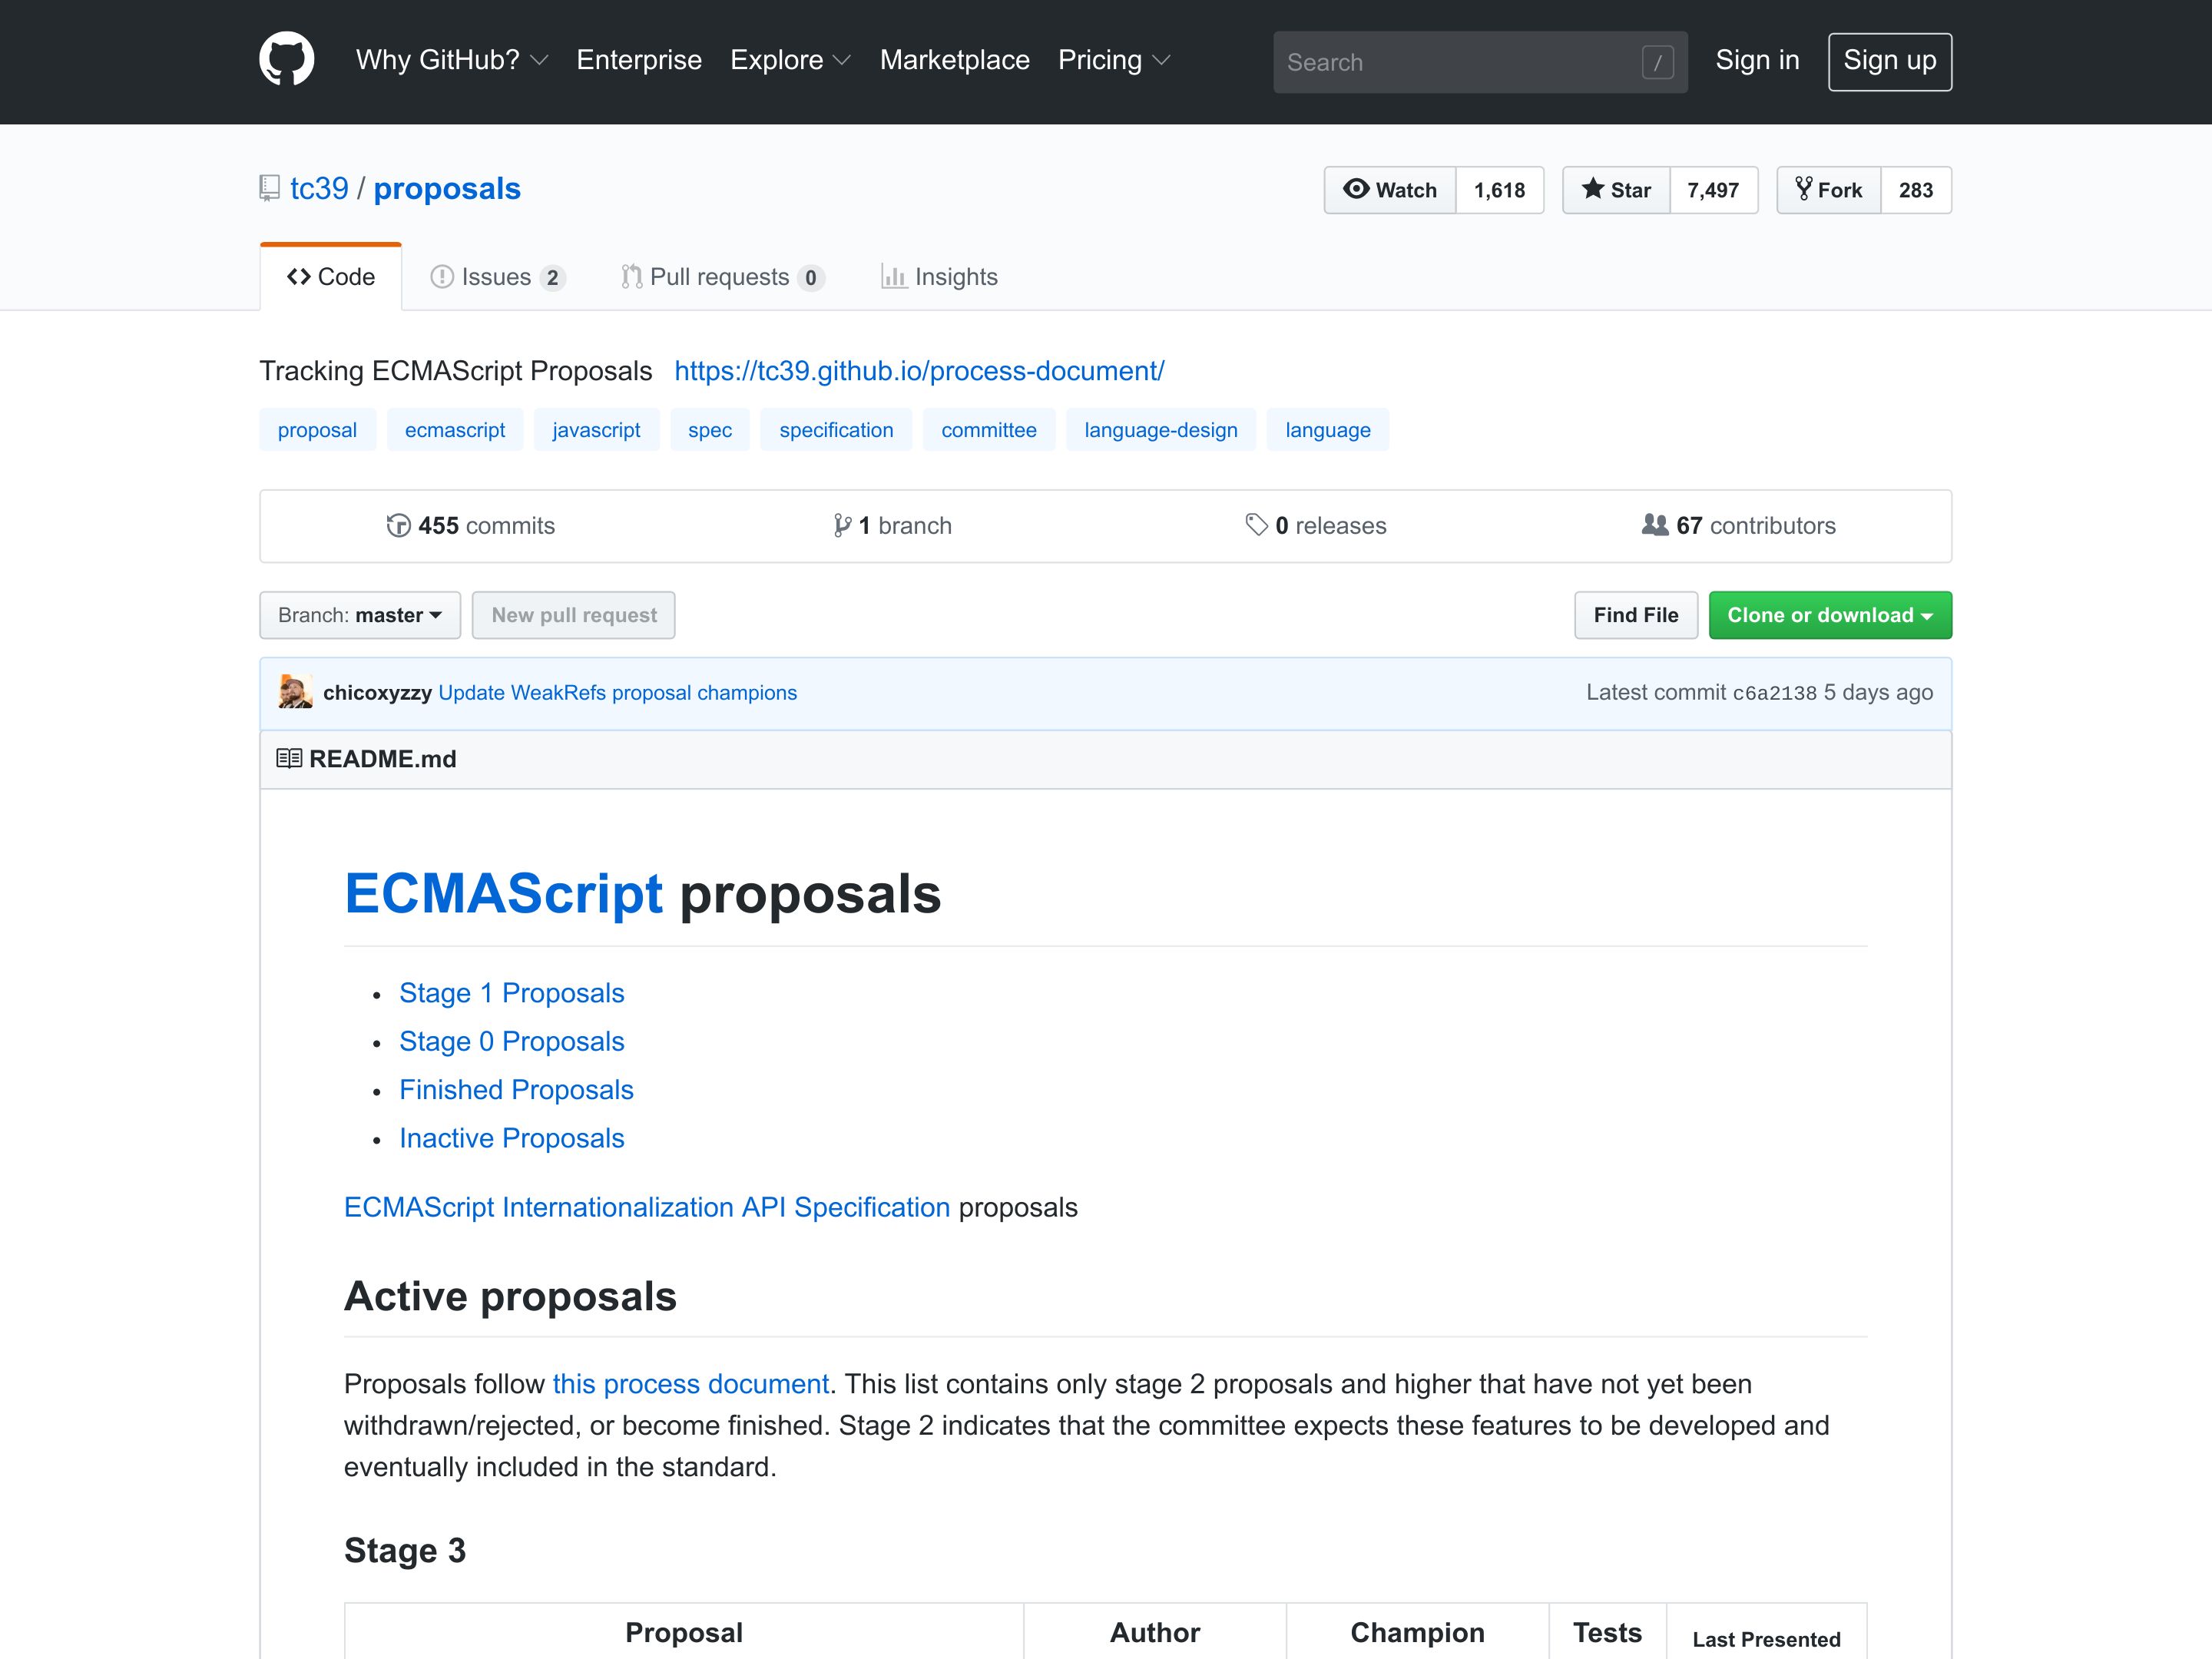 Why GitHub? Enterprise Explore Marketplace Pricing Search / Sign in Sign up
tc39 / proposals Watch 1,618 Star 7,497 Fork 283
Code Issues 2 Pull requests 0 Insights
Tracking ECMAScript Proposals https://tc39.github.io/process-document/
proposal ecmascript javascript spec specification committee language-design language
455 commits 1 branch 0 releases 67 contributors
Branch: master New pull request Find File Clone or download
chicoxyzzy Update WeakRefs proposal champions Latest commit c6a2138 5 days ago
README.md
ECMAScript proposals
• Stage 1 Proposals
• Stage 0 Proposals
• Finished Proposals
• Inactive Proposals
ECMAScript Internationalization API Specification proposals
Active proposals
Proposals follow this process document. This list contains only stage 2 proposals and higher that have not yet been
withdrawn/rejected, or become finished. Stage 2 indicates that the committee expects these features to be developed and
eventually included in the standard.
Stage 3
Proposal Author Champion Tests Last Presented